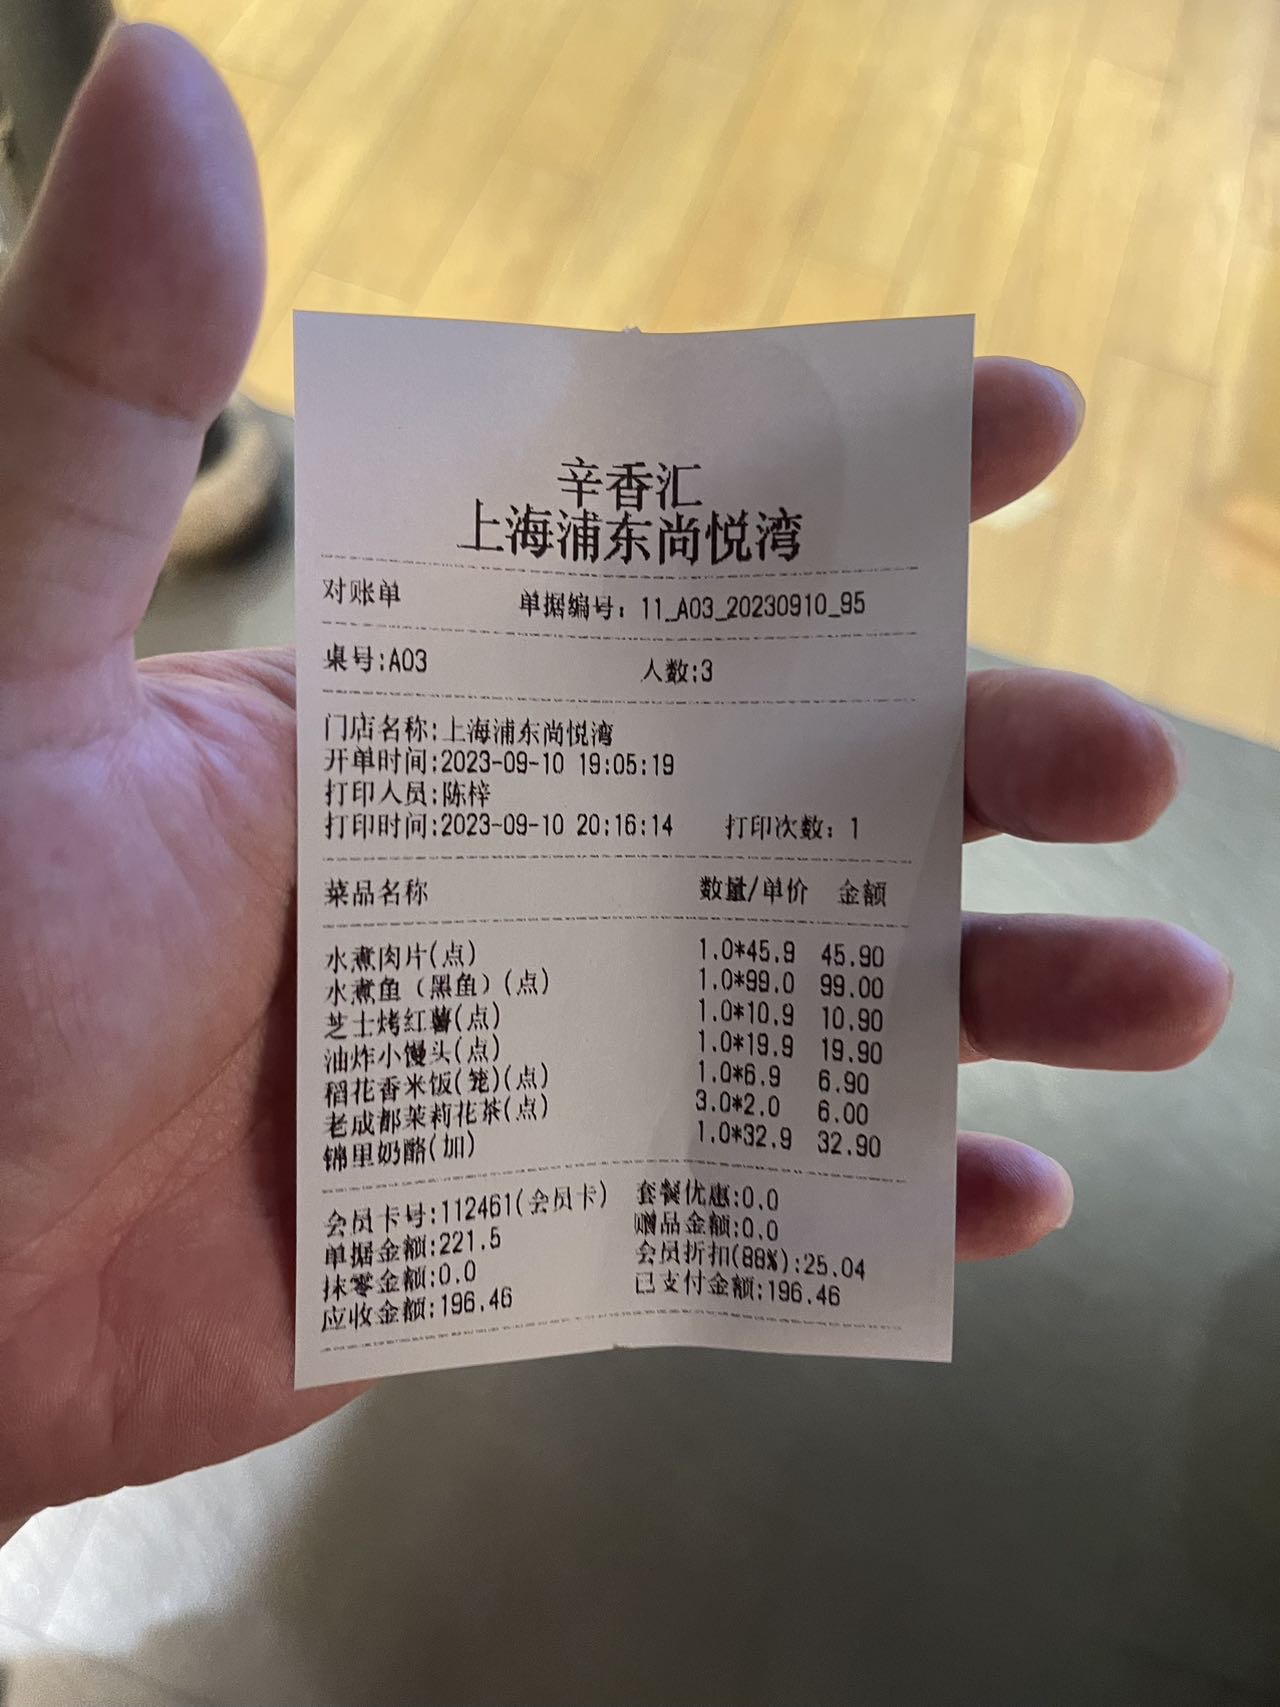 辛香汇
上海浦东尚悦湾
对账单 单据编号：11_A03_20230910_95
桌号:A03 人数:3
门店名称:上海浦东尚悦湾
开单时间:2023-09-10 19:05:19
打印人员:陈梓
打印时间:2023-09-10 20:16:14 打印次数：1
菜品名称 数量/单价 金额
水煮肉片(点) 1.0*45.9 45.90
水煮鱼（黑鱼）(点) 1.0*99.0 99.00
芝士烤红薯(点) 1.0*10.9 10.90
油炸小馒头(点) 1.0*19.9 19.90
稻花香米饭(笼)(点) 1.0*6.9 6.90
老成都茉莉花茶(点) 3.0*2.0 6.00
锦里奶酪(加) 1.0*32.9 32.90
会员卡号:112461(会员卡) 套餐优惠:0.0
单据金额:221.5 赠品金额:0.0
抹零金额:0.0 会员折扣(88%):25.04
应收金额:196.46 已支付金额:196.46